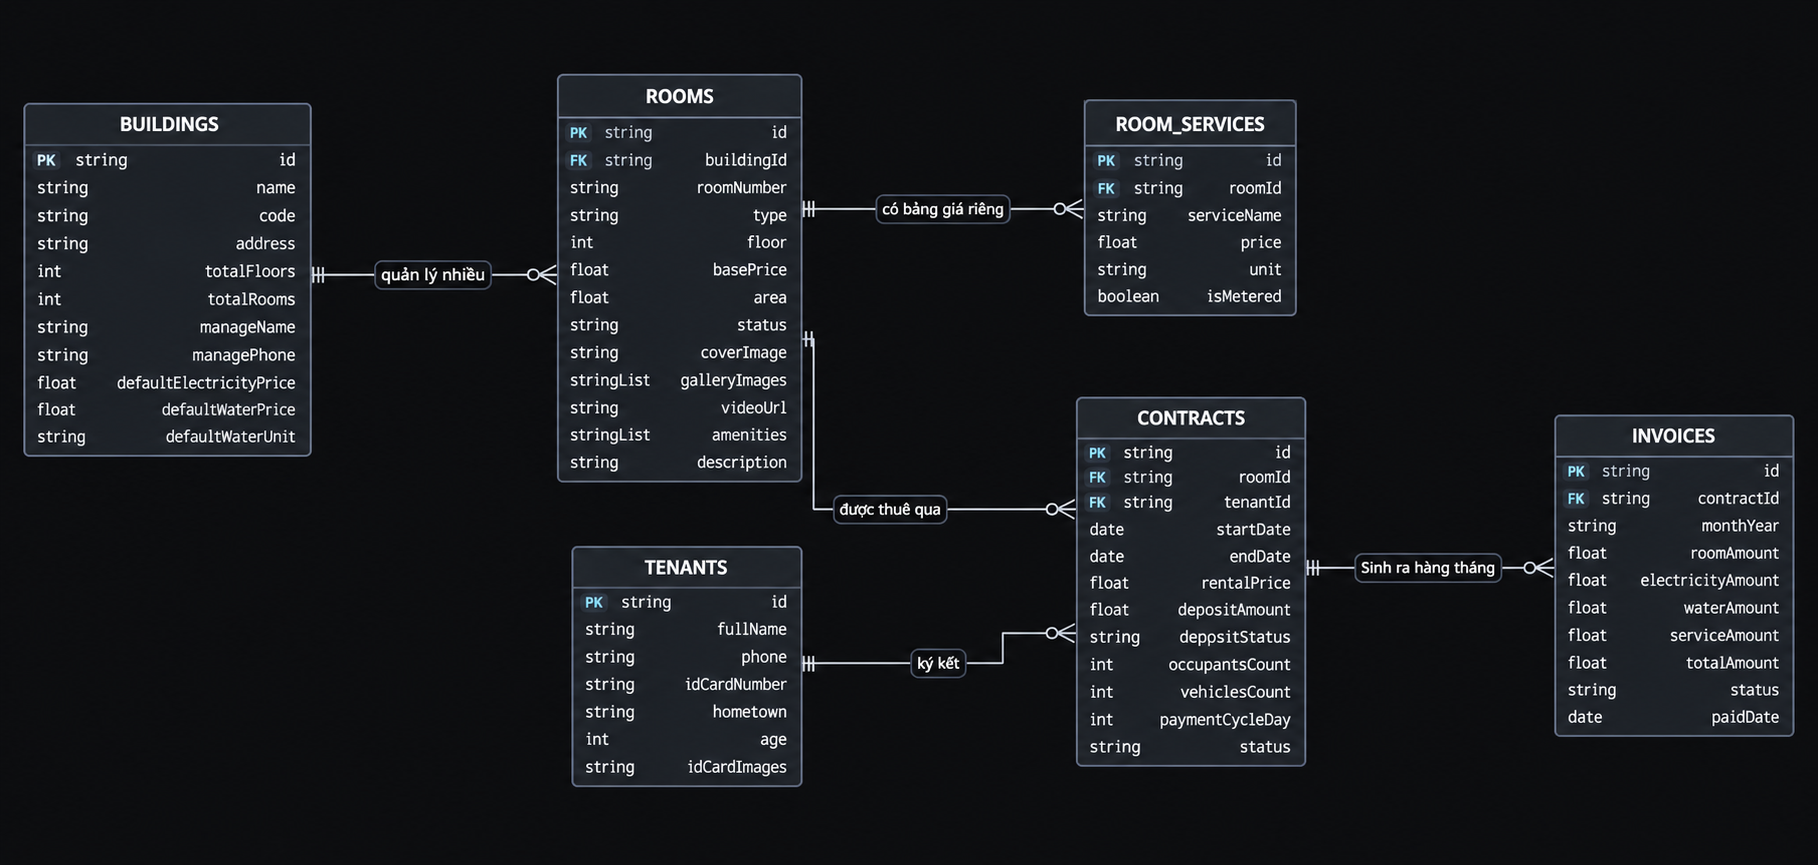 BUILDINGS
PK string id
string name
string code
string address
int totalFloors
int totalRooms
string manageName
string managePhone
float defaultElectricityPrice
float defaultWaterPrice
string defaultWaterUnit
quản lý nhiều
ROOMS
PK string id
FK string buildingId
string roomNumber
string type
int floor
float basePrice
float area
string status
string coverImage
stringList galleryImages
string videoUrl
stringList amenities
string description
có bảng giá riêng
ROOM_SERVICES
PK string id
FK string roomId
string serviceName
float price
string unit
boolean isMetered
được thuê qua
TENANTS
PK string id
string fullName
string phone
string idCardNumber
string hometown
int age
string idCardImages
ký kết
CONTRACTS
PK string id
FK string roomId
FK string tenantId
date startDate
date endDate
float rentalPrice
float depositAmount
string depositStatus
int occupantsCount
int vehiclesCount
int paymentCycleDay
string status
Sinh ra hàng tháng
INVOICES
PK string id
FK string contractId
string monthYear
float roomAmount
float electricityAmount
float waterAmount
float serviceAmount
float totalAmount
string status
date paidDate